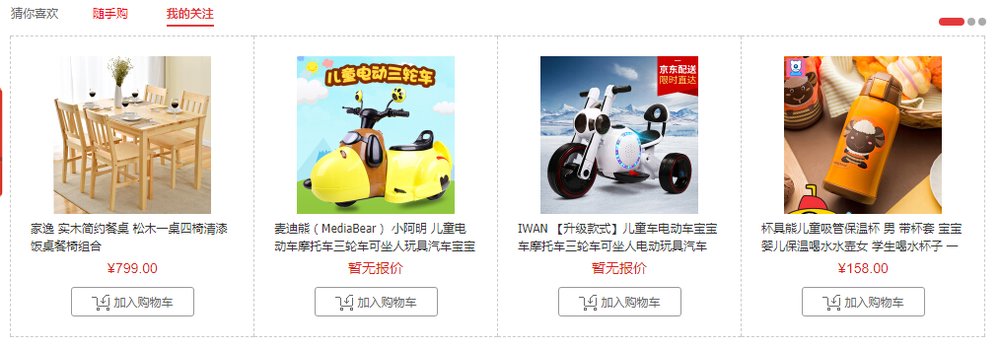 猜你喜欢 随手购 我的关注
儿童电动三轮车
京东配送
限时直达
家逸 实木简约餐桌 松木一桌四椅清漆
饭桌餐椅组合
¥799.00
加入购物车
麦迪熊（MediaBear） 小阿明 儿童电
动车摩托车三轮车可坐人玩具汽车宝宝
暂无报价
加入购物车
IWAN 【升级款式】儿童车电动车宝宝
车摩托车三轮车可坐人电动玩具汽车
暂无报价
加入购物车
杯具熊儿童吸管保温杯 男 带杯套 宝宝
婴儿保温喝水水壶女 学生喝水杯子 一
¥158.00
加入购物车